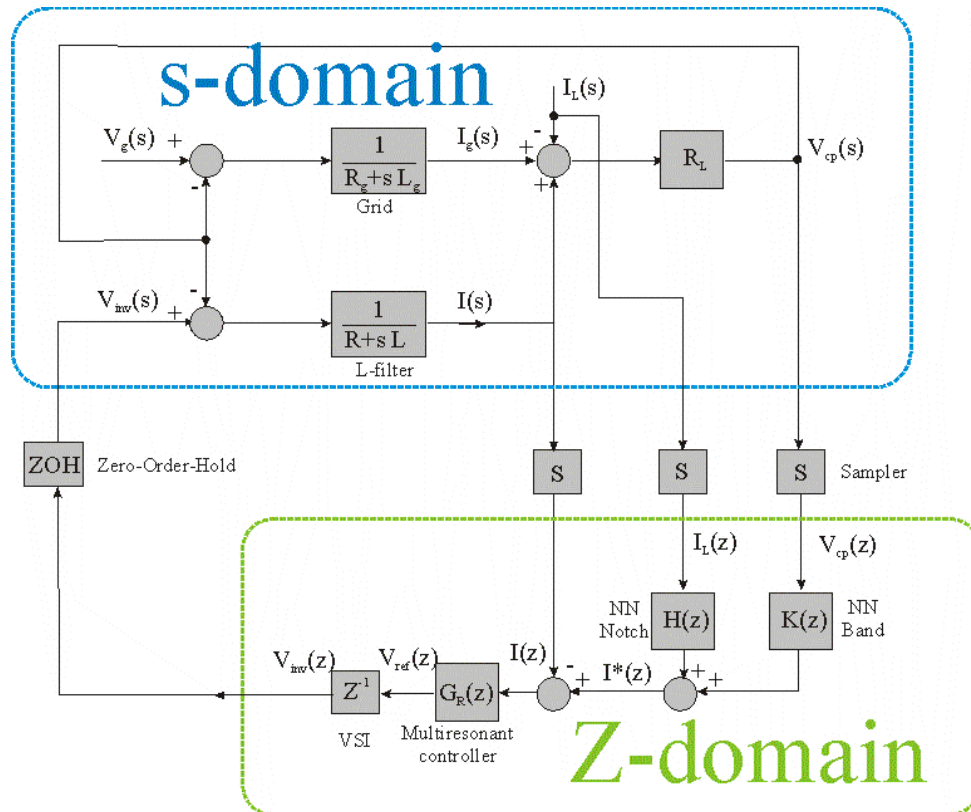 s-domain
I_L(s)
V_g(s)
+
-
1
R_g+s L_g
Grid
I_g(s)
-
+
+
R_L
V_cp(s)
V_inv(s)
-
+
1
R+s L
L-filter
I(s)
ZOH
Zero-Order-Hold
S
S
S
Sampler
I_L(z)
V_cp(z)
NN
Notch
H(z)
K(z)
NN
Band
V_inv(z)
Z^-1
VSI
V_ref(z)
G_R(z)
Multiresonant
controller
I(z)
-
+
I*(z)
+
+
Z-domain